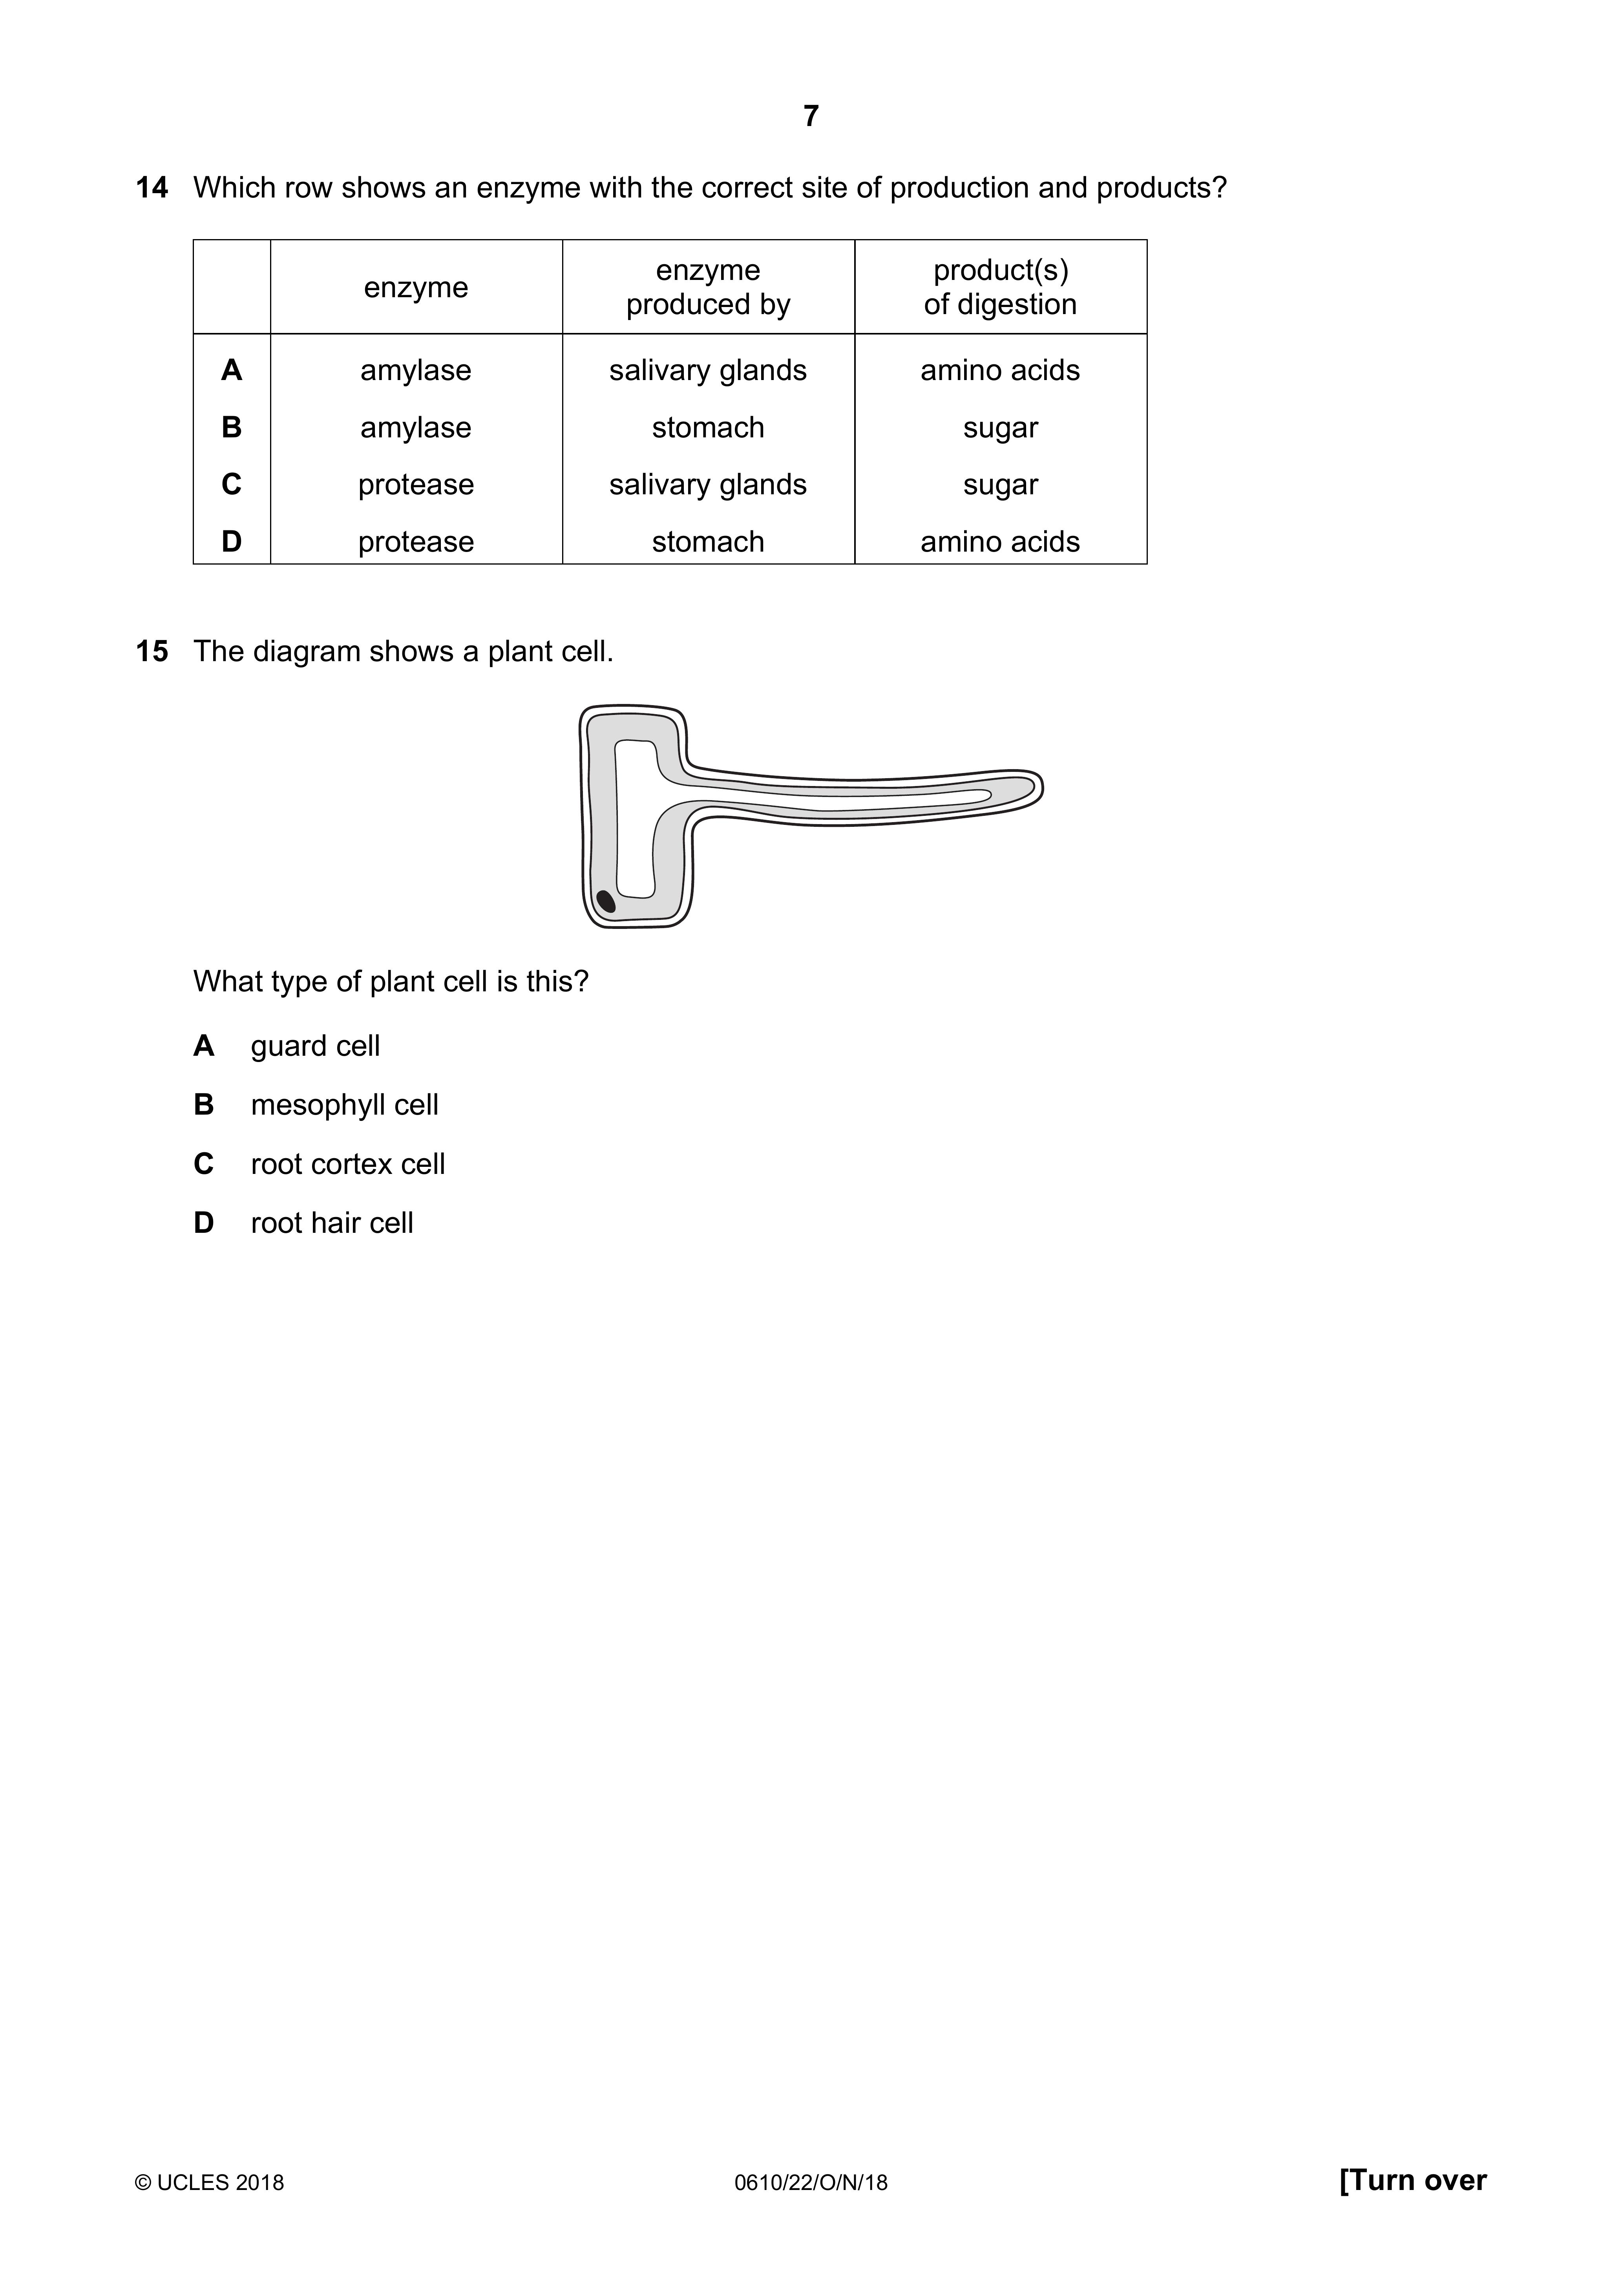 7
14 Which row shows an enzyme with the correct site of production and products?
enzyme
enzyme
produced by
product(s)
of digestion
A amylase salivary glands amino acids
B amylase stomach sugar
C protease salivary glands sugar
D protease stomach amino acids
15 The diagram shows a plant cell.
What type of plant cell is this?
A guard cell
B mesophyll cell
C root cortex cell
D root hair cell
© UCLES 2018 0610/22/O/N/18 [Turn over